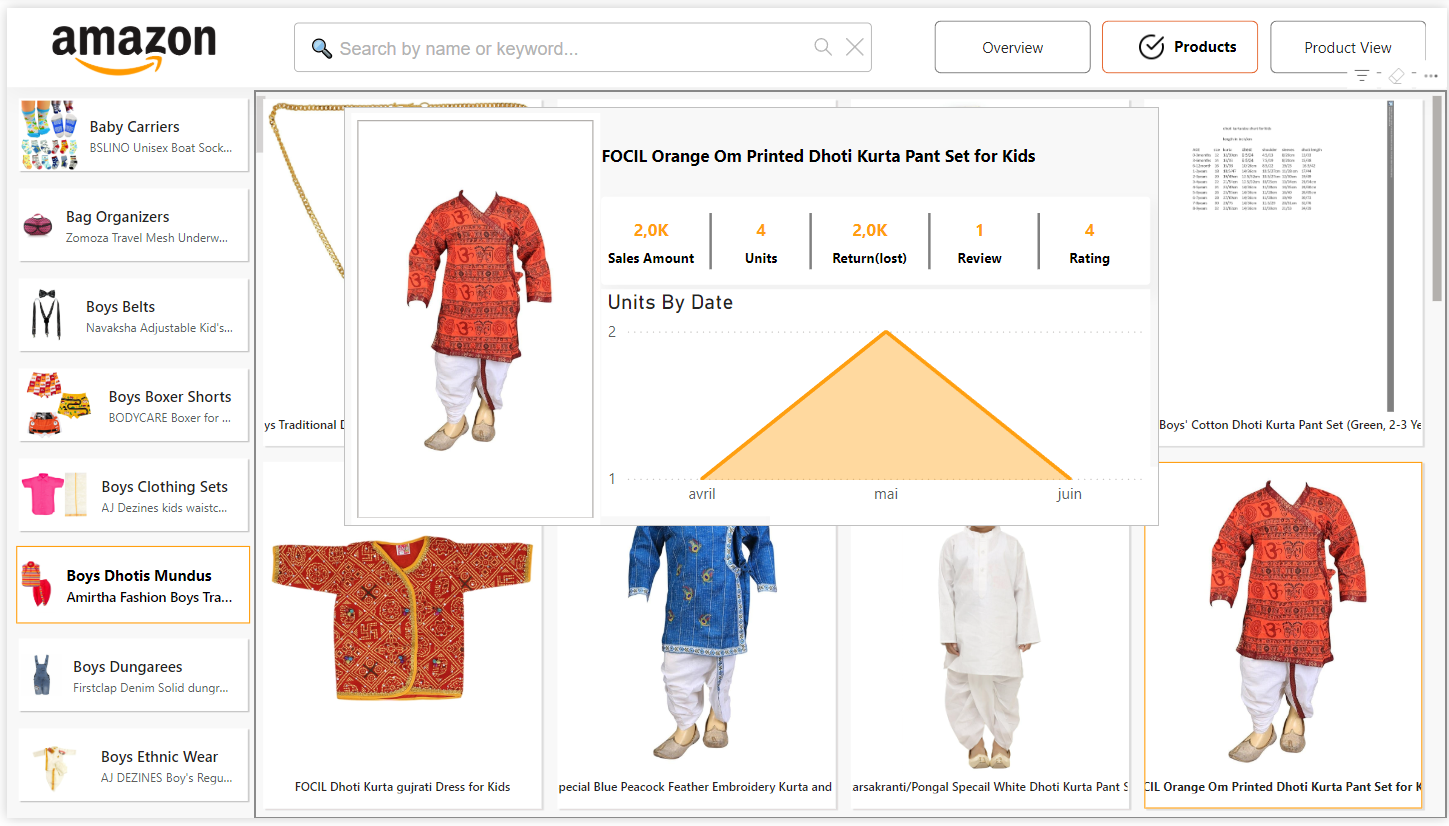 amazon
Search by name or keyword...
Overview
Products
Product View
Baby Carriers
BSLINO Unisex Boat Sock...
Bag Organizers
Zomoza Travel Mesh Underw...
Boys Belts
Navaksha Adjustable Kid's...
Boys Boxer Shorts
BODYCARE Boxer for ...
Boys Clothing Sets
AJ Dezines kids waistc...
Boys Dhotis Mundus
Amirtha Fashion Boys Tra...
Boys Dungarees
Firstclap Denim Solid dungr...
Boys Ethnic Wear
AJ DEZINES Boy's Regu...
FOCIL Orange Om Printed Dhoti Kurta Pant Set for Kids
2,0K
4
2,0K
1
4
Sales Amount
Units
Return(lost)
Review
Rating
Units By Date
2
1
avril
mai
juin
ys Traditional
Boys' Cotton Dhoti Kurta Pant Set (Green, 2-3 Ye
FOCIL Dhoti Kurta gujrati Dress for Kids
pecial Blue Peacock Feather Embroidery Kurta and
arsakranti/Pongal Specail White Dhoti Kurta Pant S
CIL Orange Om Printed Dhoti Kurta Pant Set for K